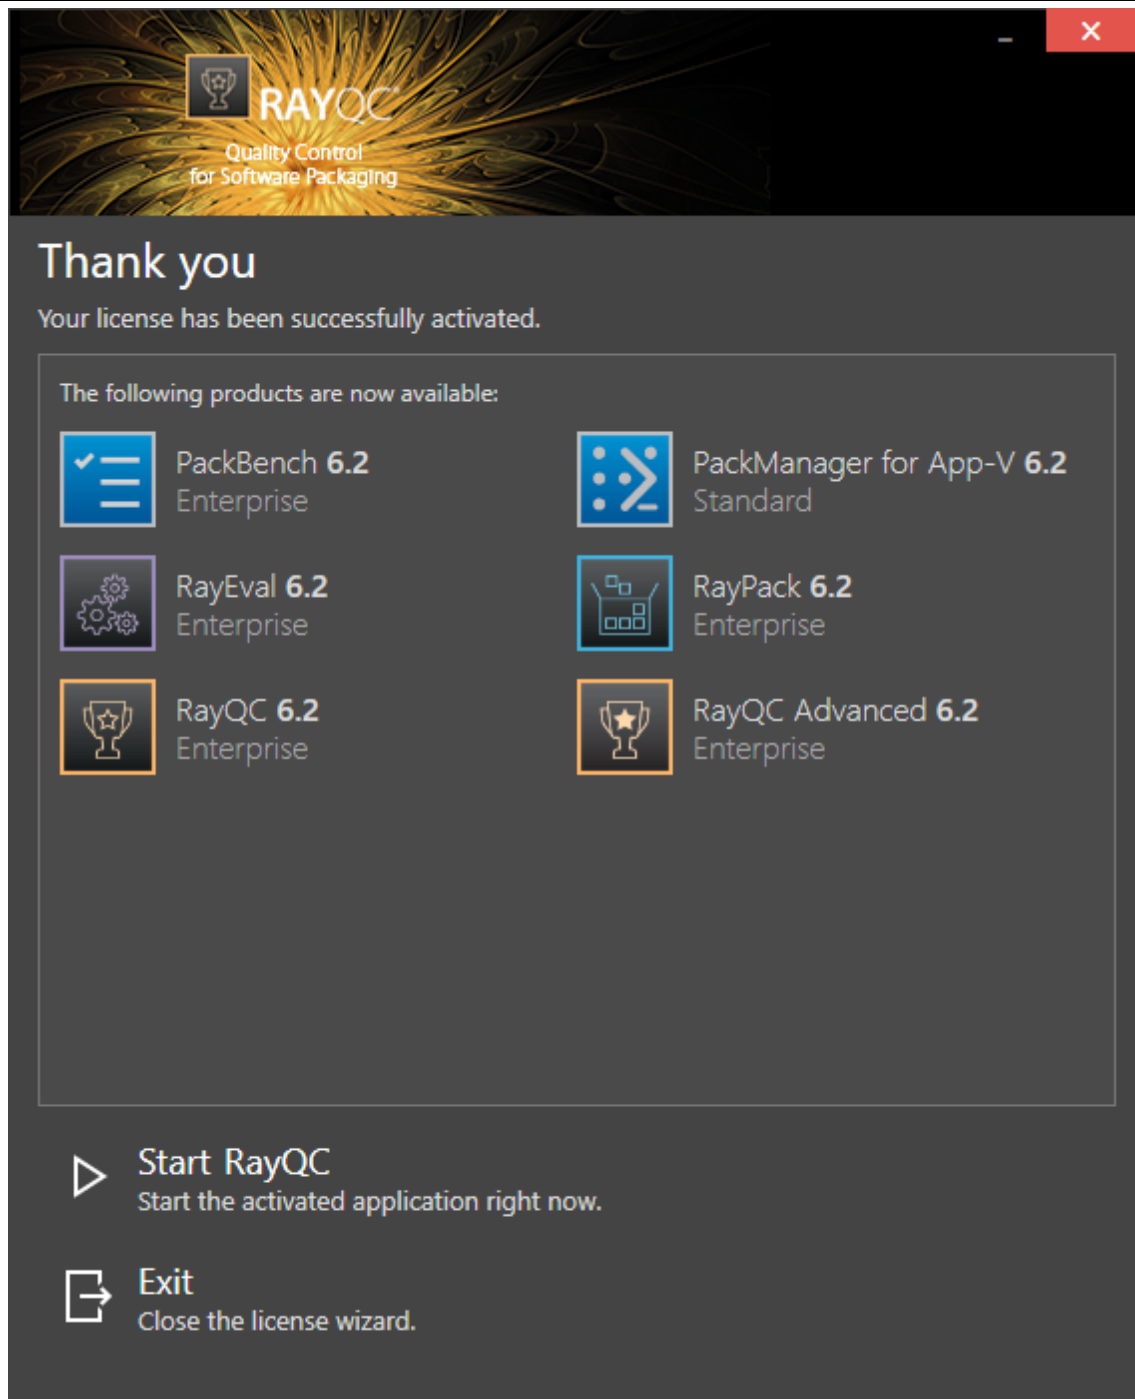 RAYQC®
Quality Control
for Software Packaging
Thank you
Your license has been successfully activated.
The following products are now available:
PackBench 6.2
Enterprise
PackManager for App-V 6.2
Standard
RayEval 6.2
Enterprise
RayPack 6.2
Enterprise
RayQC 6.2
Enterprise
RayQC Advanced 6.2
Enterprise
Start RayQC
Start the activated application right now.
Exit
Close the license wizard.